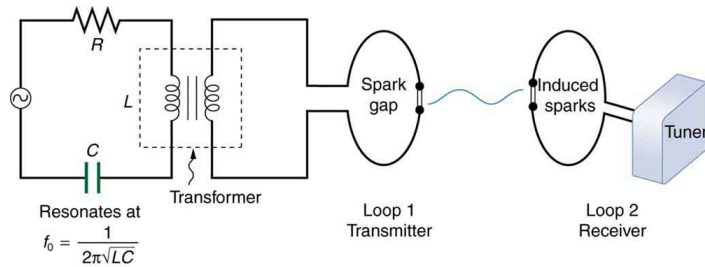 R
L
C
Transformer
Resonates at
f₀ = 1 / 2π√LC
Spark
gap
Loop 1
Transmitter
Induced
sparks
Tuner
Loop 2
Receiver